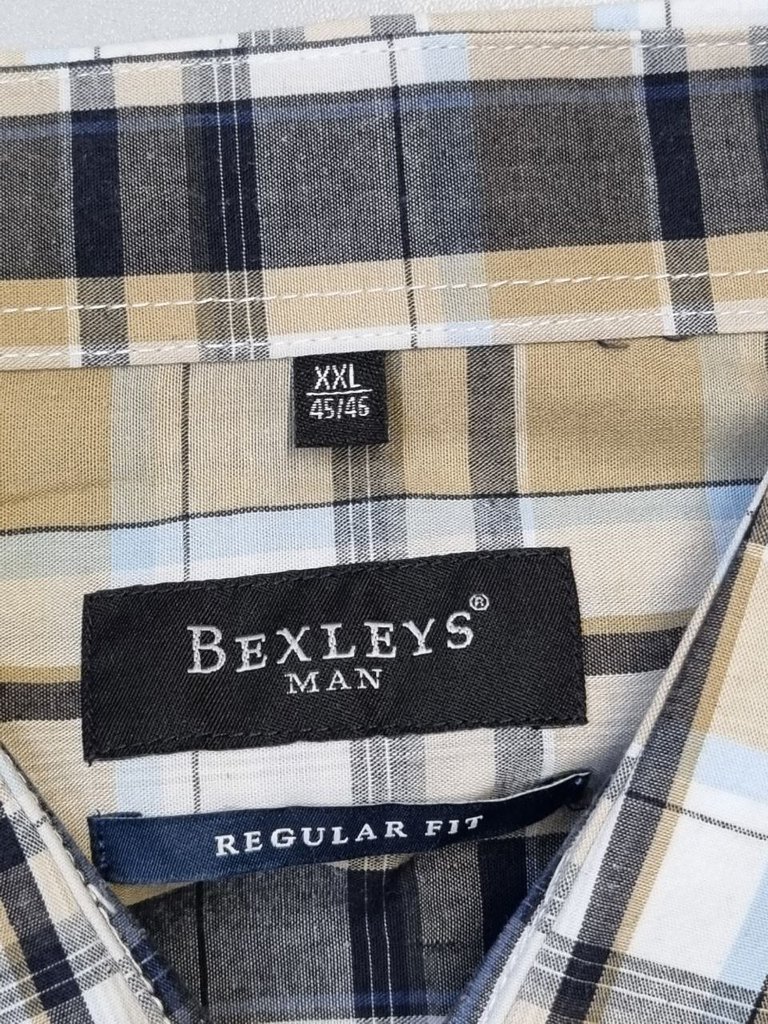 XXL
45/46
BEXLEYS®
MAN
REGULAR FIT